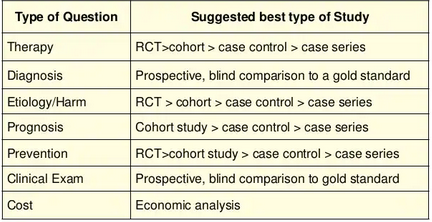 Type of Question Suggested best type of Study
Therapy RCT>cohort > case control > case series
Diagnosis Prospective, blind comparison to a gold standard
Etiology/Harm RCT > cohort > case control > case series
Prognosis Cohort study > case control > case series
Prevention RCT>cohort study > case control > case series
Clinical Exam Prospective, blind comparison to gold standard
Cost Economic analysis